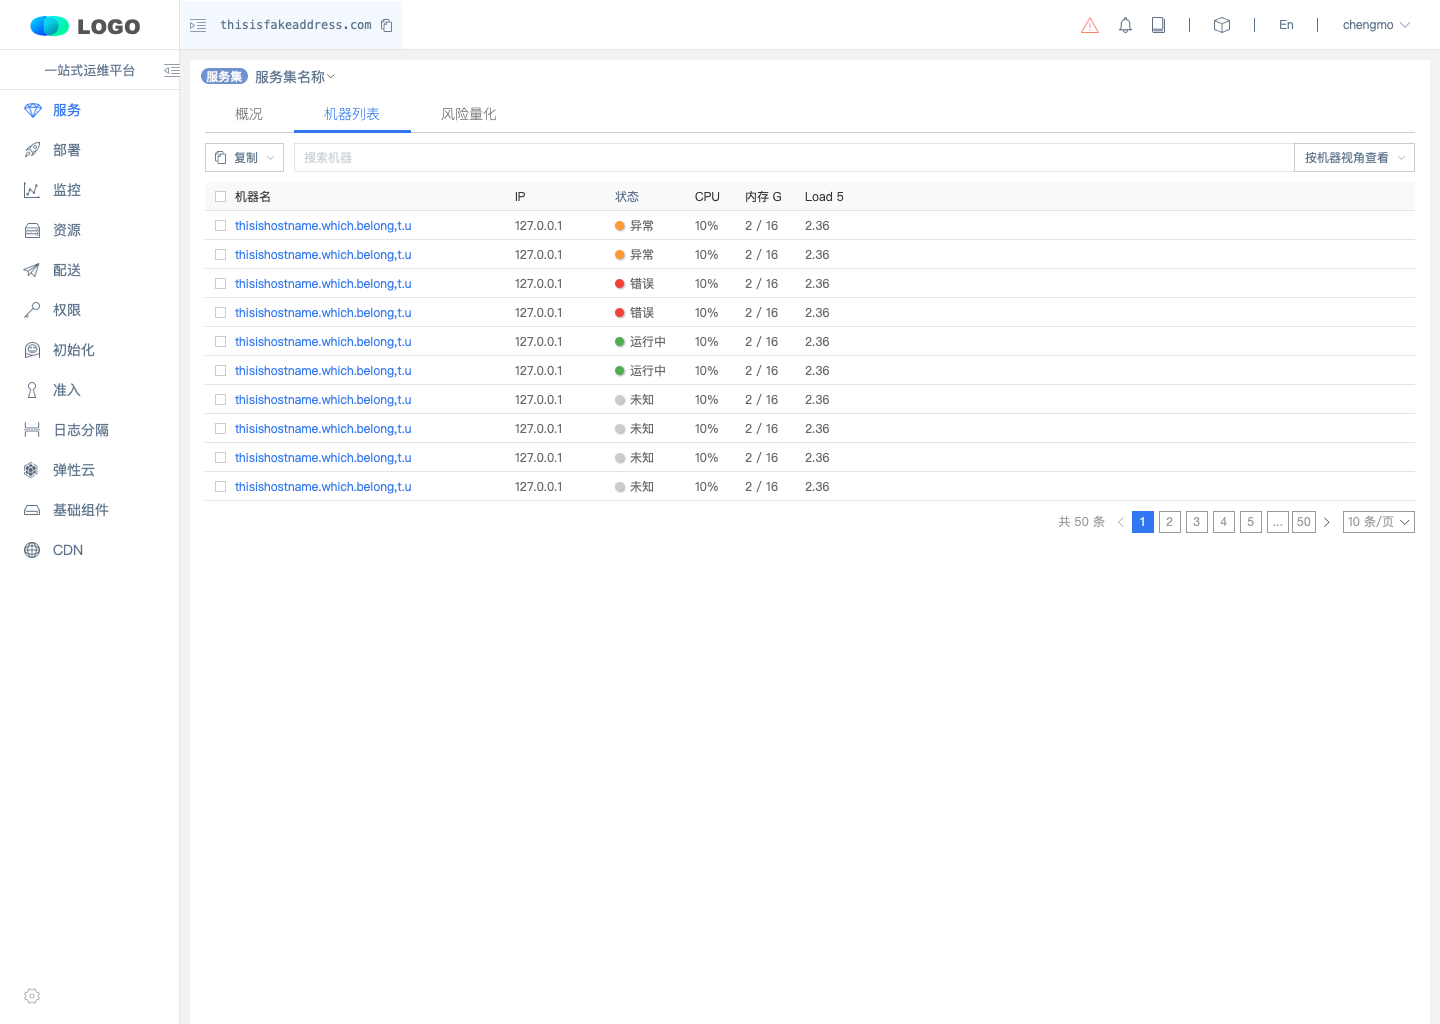 LOGO
thisisfakeaddress.com
En
chengmo
一站式运维平台
服务
部署
监控
资源
配送
权限
初始化
准入
日志分隔
弹性云
基础组件
CDN
服务集 服务集名称
概况 机器列表 风险量化
复制 搜索机器 按机器视角查看
机器名 IP 状态 CPU 内存 G Load 5
thisishostname.which.belong,t.u 127.0.0.1 异常 10% 2 / 16 2.36
thisishostname.which.belong,t.u 127.0.0.1 异常 10% 2 / 16 2.36
thisishostname.which.belong,t.u 127.0.0.1 错误 10% 2 / 16 2.36
thisishostname.which.belong,t.u 127.0.0.1 错误 10% 2 / 16 2.36
thisishostname.which.belong,t.u 127.0.0.1 运行中 10% 2 / 16 2.36
thisishostname.which.belong,t.u 127.0.0.1 运行中 10% 2 / 16 2.36
thisishostname.which.belong,t.u 127.0.0.1 未知 10% 2 / 16 2.36
thisishostname.which.belong,t.u 127.0.0.1 未知 10% 2 / 16 2.36
thisishostname.which.belong,t.u 127.0.0.1 未知 10% 2 / 16 2.36
thisishostname.which.belong,t.u 127.0.0.1 未知 10% 2 / 16 2.36
共 50 条 1 2 3 4 5 ... 50 10 条/页